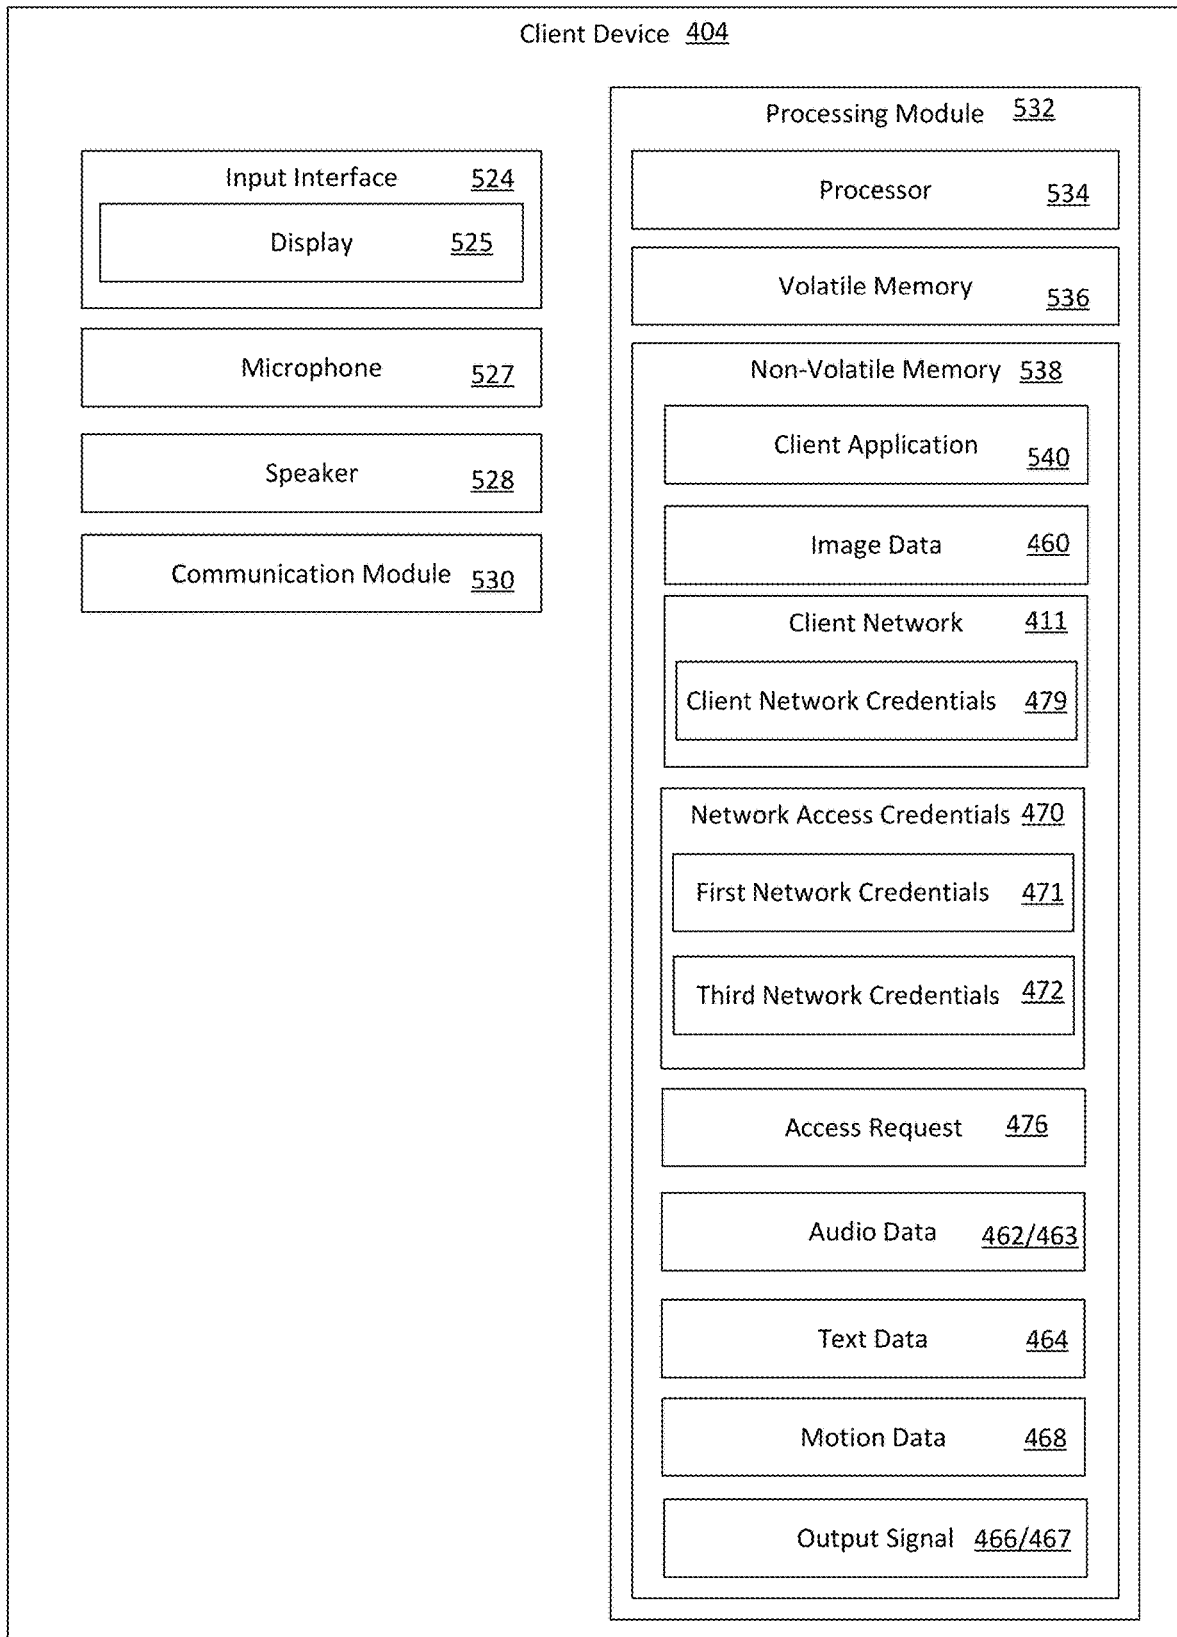 Client Device 404
Input Interface 524
Display 525
Microphone 527
Speaker 528
Communication Module 530
Processing Module 532
Processor 534
Volatile Memory 536
Non-Volatile Memory 538
Client Application 540
Image Data 460
Client Network 411
Client Network Credentials 479
Network Access Credentials 470
First Network Credentials 471
Third Network Credentials 472
Access Request 476
Audio Data 462/463
Text Data 464
Motion Data 468
Output Signal 466/467